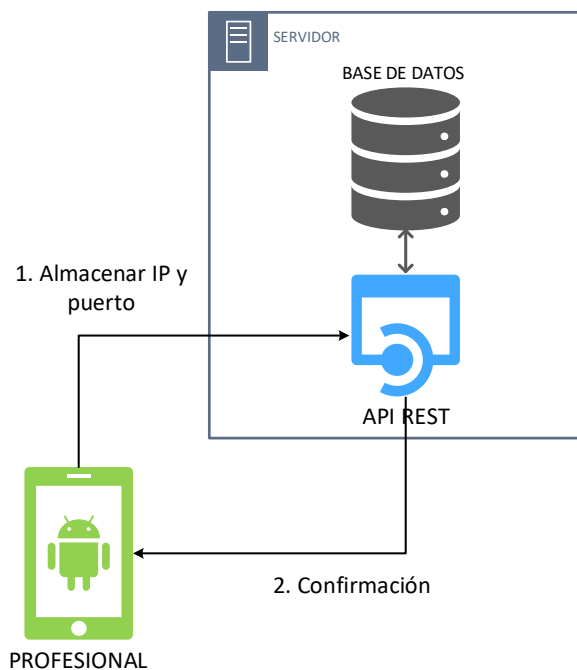 SERVIDOR
BASE DE DATOS
1. Almacenar IP y
puerto
API REST
2. Confirmación
PROFESIONAL